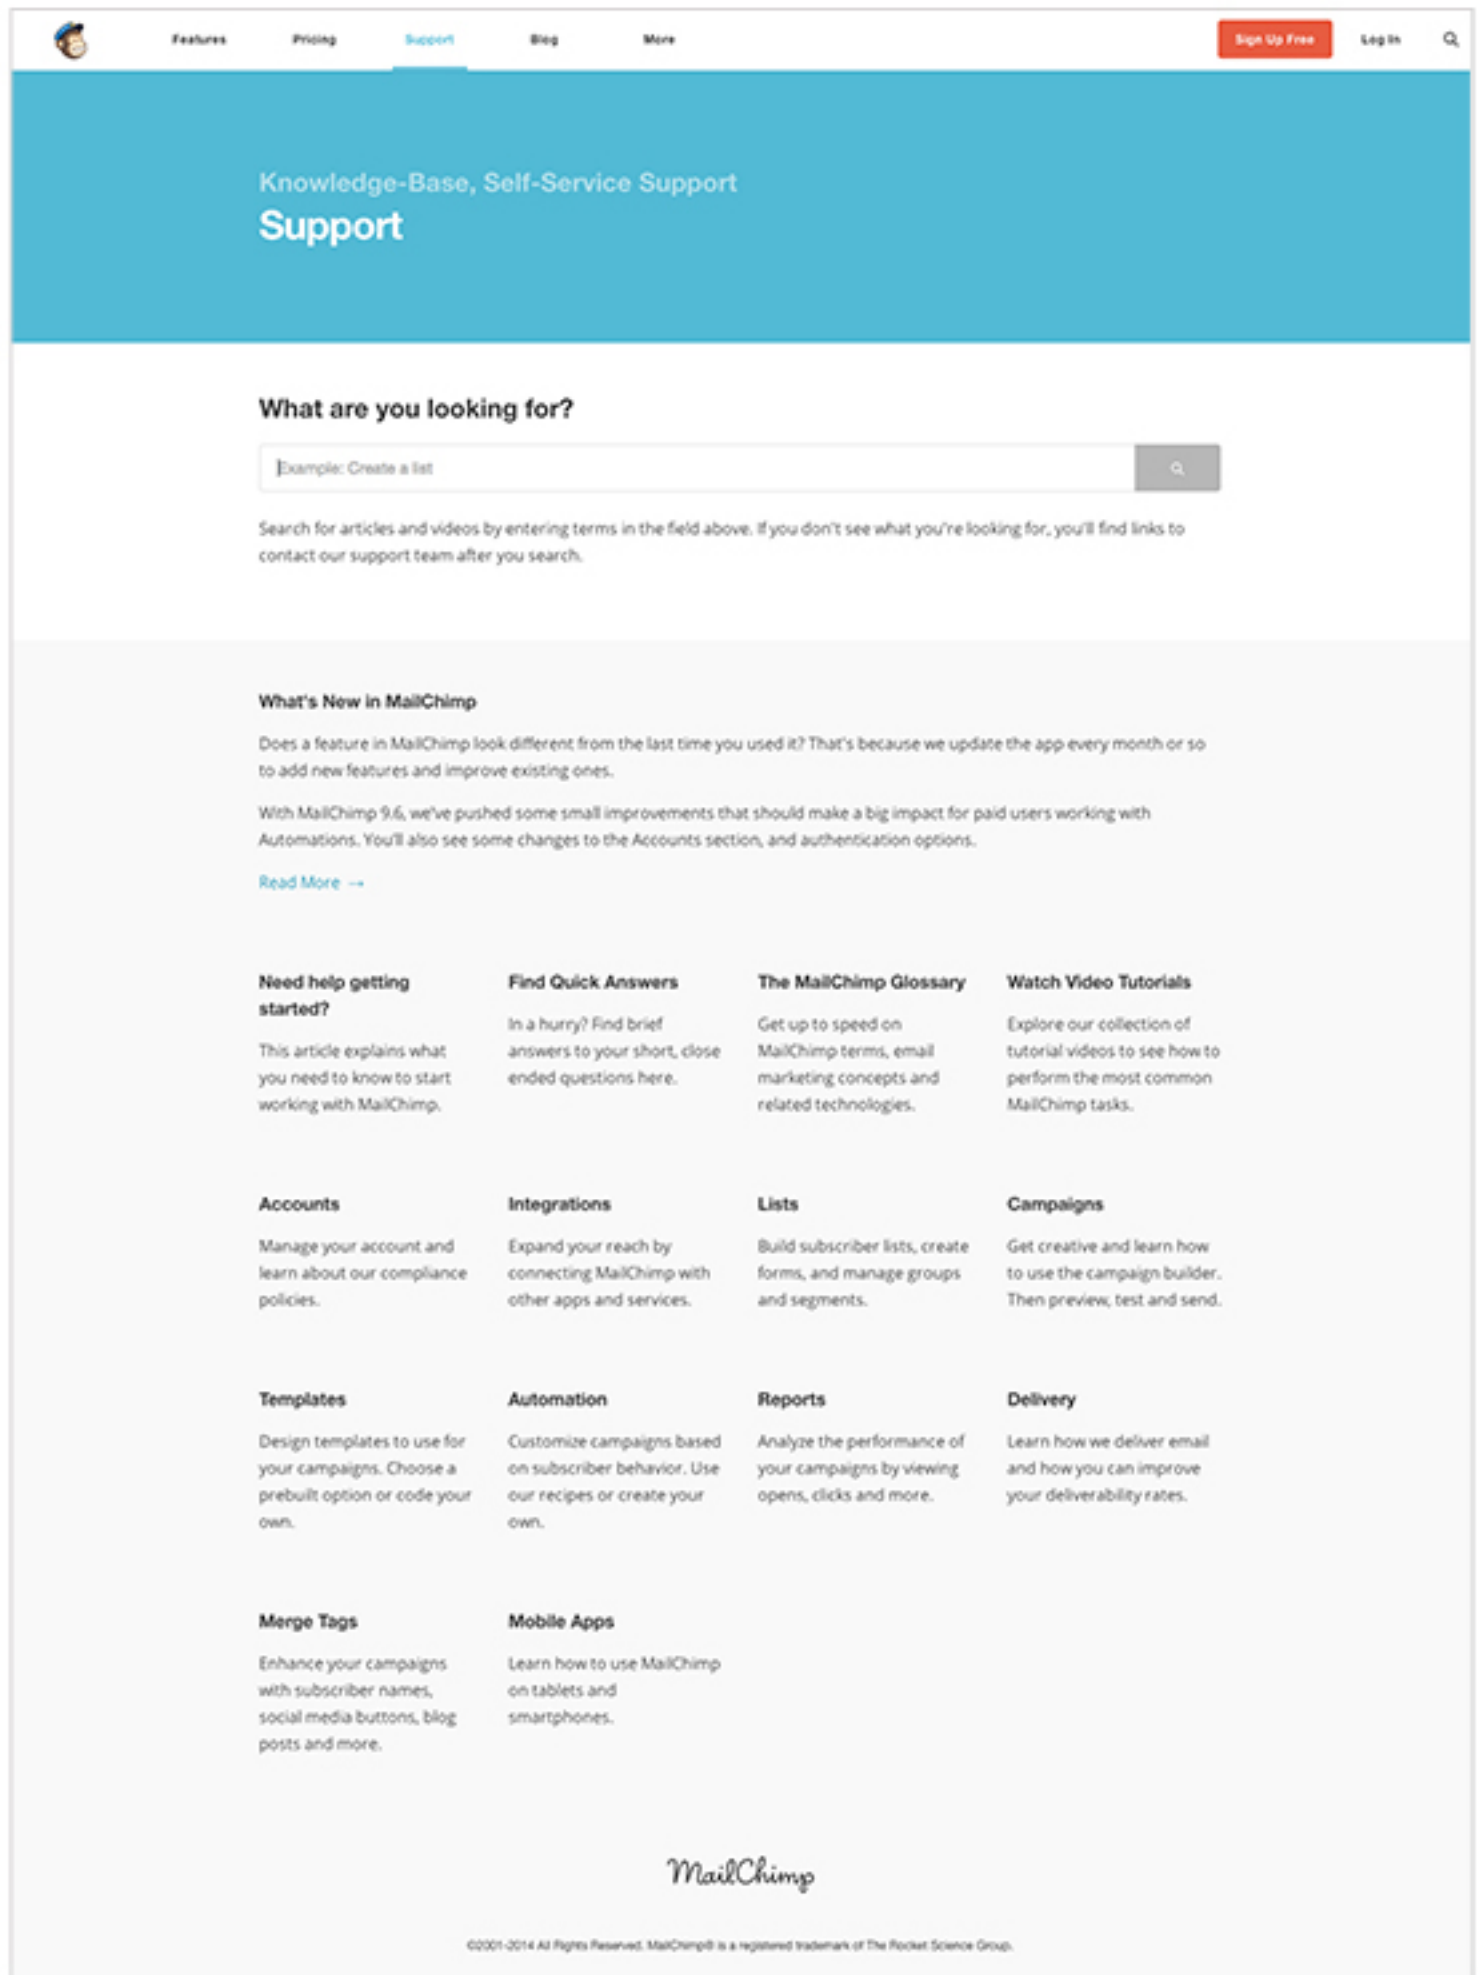 Features Pricing Support Blog More Sign Up Free Log In
Knowledge-Base, Self-Service Support
Support
What are you looking for?
Example: Create a list
Search for articles and videos by entering terms in the field above. If you don't see what you're looking for, you'll find links to
contact our support team after you search.
What's New in MailChimp
Does a feature in MailChimp look different from the last time you used it? That's because we update the app every month or so
to add new features and improve existing ones.
With MailChimp 9.6, we've pushed some small improvements that should make a big impact for paid users working with
Automations. You'll also see some changes to the Accounts section, and authentication options.
Read More →
Need help getting
started?
This article explains what
you need to know to start
working with MailChimp.
Find Quick Answers
In a hurry? Find brief
answers to your short, close
ended questions here.
The MailChimp Glossary
Get up to speed on
MailChimp terms, email
marketing concepts and
related technologies.
Watch Video Tutorials
Explore our collection of
tutorial videos to see how to
perform the most common
MailChimp tasks.
Accounts
Manage your account and
learn about our compliance
policies.
Integrations
Expand your reach by
connecting MailChimp with
other apps and services.
Lists
Build subscriber lists, create
forms, and manage groups
and segments.
Campaigns
Get creative and learn how
to use the campaign builder.
Then preview, test and send.
Templates
Design templates to use for
your campaigns. Choose a
prebuilt option or code your
own.
Automation
Customize campaigns based
on subscriber behavior. Use
our recipes or create your
own.
Reports
Analyze the performance of
your campaigns by viewing
opens, clicks and more.
Delivery
Learn how we deliver email
and how you can improve
your deliverability rates.
Merge Tags
Enhance your campaigns
with subscriber names,
social media buttons, blog
posts and more.
Mobile Apps
Learn how to use MailChimp
on tablets and
smartphones.
MailChimp
©2001-2014 All Rights Reserved. MailChimp® is a registered trademark of The Rocket Science Group.